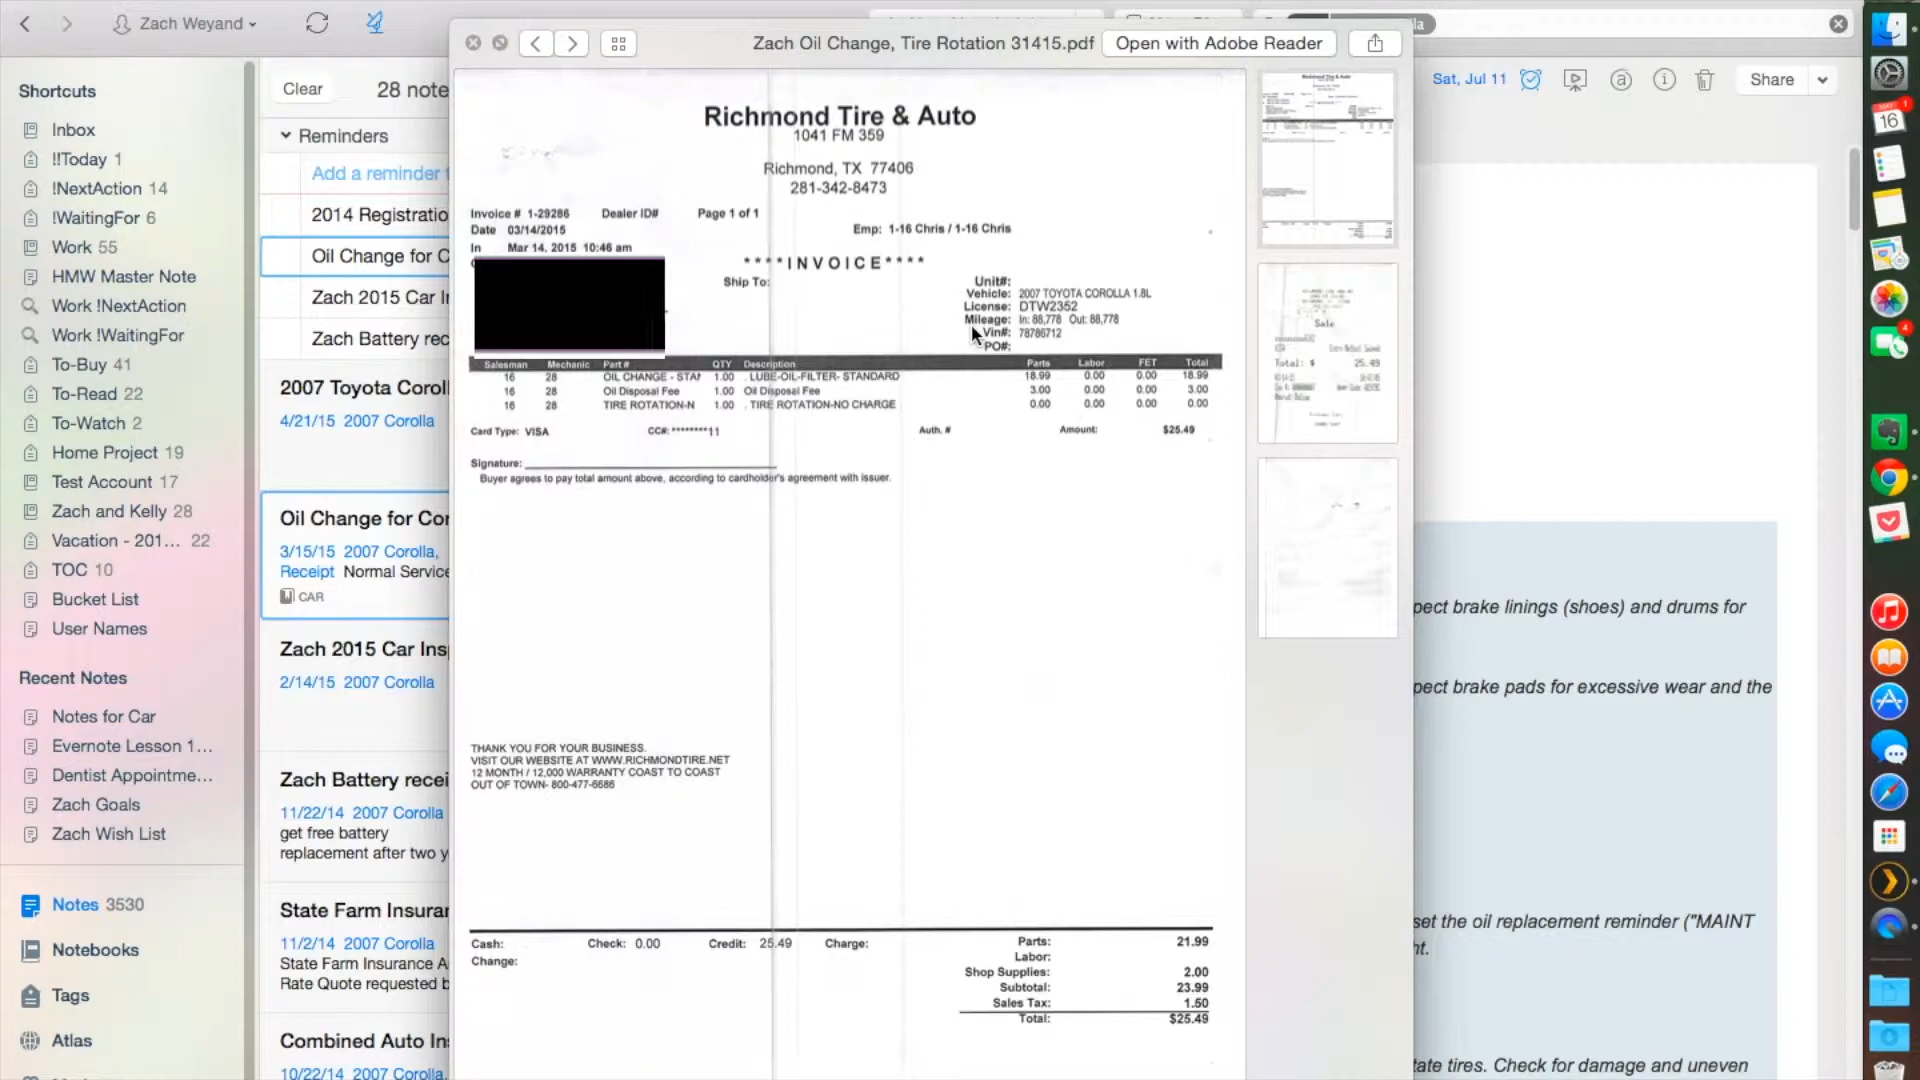 Zach Weyand
Shortcuts
Inbox
!!Today 1
!NextAction 14
!WaitingFor 6
Work 55
HMW Master Note
Work !NextAction
Work !WaitingFor
To-Buy 41
To-Read 22
To-Watch 2
Home Project 19
Test Account 17
Zach and Kelly 28
Vacation - 201... 22
TOC 10
Bucket List
User Names
Recent Notes
Notes for Car
Evernote Lesson 1...
Dentist Appointme...
Zach Goals
Zach Wish List
Notes 3530
Notebooks
Tags
Atlas
Clear
28 note
Reminders
Add a reminder
2014 Registratio
Oil Change for C
Zach 2015 Car I
Zach Battery rec
2007 Toyota Coroll
4/21/15 2007 Corolla
Oil Change for Cor
3/15/15 2007 Corolla,
Receipt Normal Service
CAR
Zach 2015 Car Ins
2/14/15 2007 Corolla
Zach Battery recei
11/22/14 2007 Corolla
get free battery
replacement after two y
State Farm Insurar
11/2/14 2007 Corolla
State Farm Insurance A
Rate Quote requested b
Combined Auto Ins
10/22/14 2007 Corolla,
Zach Oil Change, Tire Rotation 31415.pdf
Open with Adobe Reader
Richmond Tire & Auto
1041 FM 359
Richmond, TX 77406
281-342-8473
Invoice # 1-29286 Dealer ID# Page 1 of 1
Date 03/14/2015
Emp: 1-16 Chris / 1-16 Chris
In Mar 14, 2015 10:46 am
****INVOICE****
Ship To:
Unit#:
Vehicle: 2007 TOYOTA COROLLA 1.8L
License: DTW2352
Mileage: In: 88,778 Out: 88,778
Vin#: 78786712
PO#:
Salesman Mechanic Part# QTY Description Parts Labor FET Total
16 28 OIL CHANGE - STAN 1.00 . LUBE-OIL-FILTER- STANDARD 18.99 0.00 0.00 18.99
16 28 Oil Disposal Fee 1.00 Oil Disposal Fee 3.00 0.00 0.00 3.00
16 28 TIRE ROTATION-N 1.00 . TIRE ROTATION-NO CHARGE 0.00 0.00 0.00 0.00
Card Type: VISA CC#: ********11 Auth. # Amount: $25.49
Signature:
Buyer agrees to pay total amount above, according to cardholder's agreement with issuer.
THANK YOU FOR YOUR BUSINESS.
VISIT OUR WEBSITE AT WWW.RICHMONDTIRE.NET
12 MONTH / 12,000 WARRANTY COAST TO COAST
OUT OF TOWN- 800-477-6686
Cash: Check: 0.00 Credit: 25.49 Charge:
Change:
Parts: 21.99
Labor:
Shop Supplies: 2.00
Subtotal: 23.99
Sales Tax: 1.50
Total: $25.49
Richmond Tire & Auto
Sale
Total: $ 25.49
lla
Sat, Jul 11
Share
pect brake linings (shoes) and drums for
pect brake pads for excessive wear and the
set the oil replacement reminder ("MAINT
ht.
tate tires. Check for damage and uneven
16
1
4